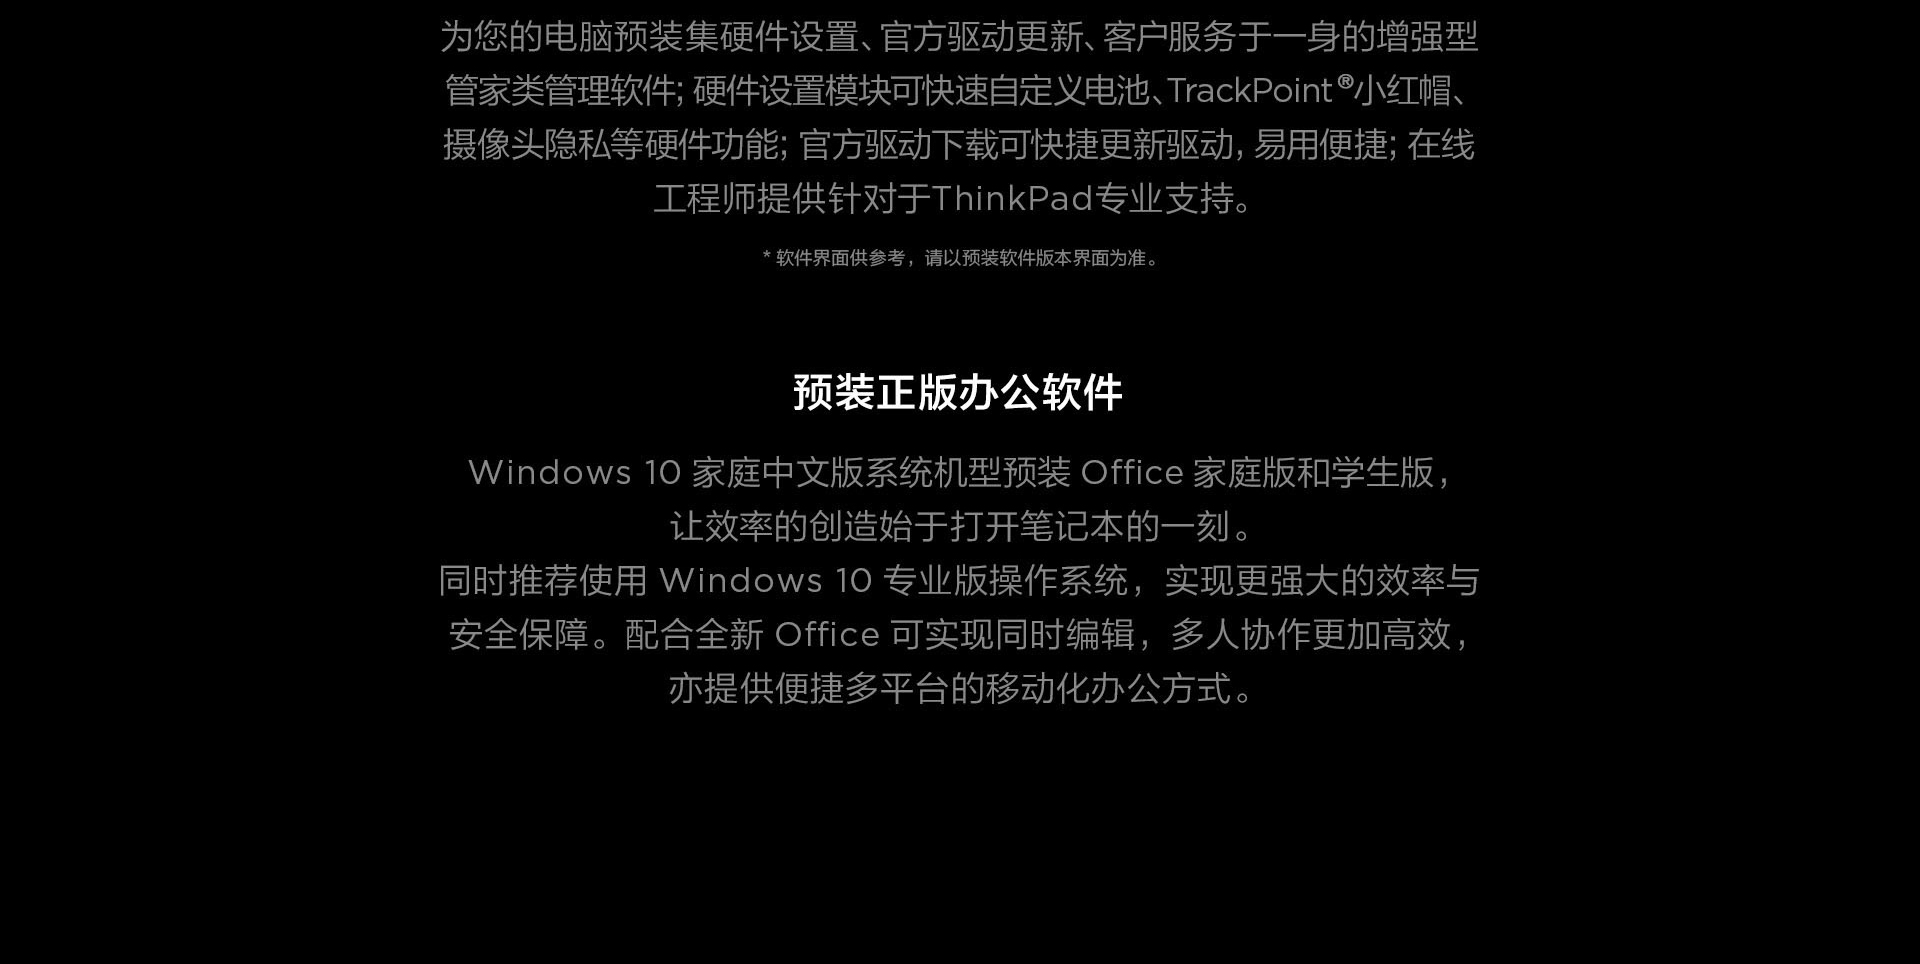 为您的电脑预装集硬件设置、官方驱动更新、客户服务于一身的增强型
管家类管理软件; 硬件设置模块可快速自定义电池、TrackPoint®小红帽、
摄像头隐私等硬件功能; 官方驱动下载可快捷更新驱动, 易用便捷; 在线
工程师提供针对于ThinkPad专业支持。
* 软件界面供参考，请以预装软件版本界面为准。
预装正版办公软件
Windows 10 家庭中文版系统机型预装 Office 家庭版和学生版，
让效率的创造始于打开笔记本的一刻。
同时推荐使用 Windows 10 专业版操作系统，实现更强大的效率与
安全保障。配合全新 Office 可实现同时编辑，多人协作更加高效，
亦提供便捷多平台的移动化办公方式。